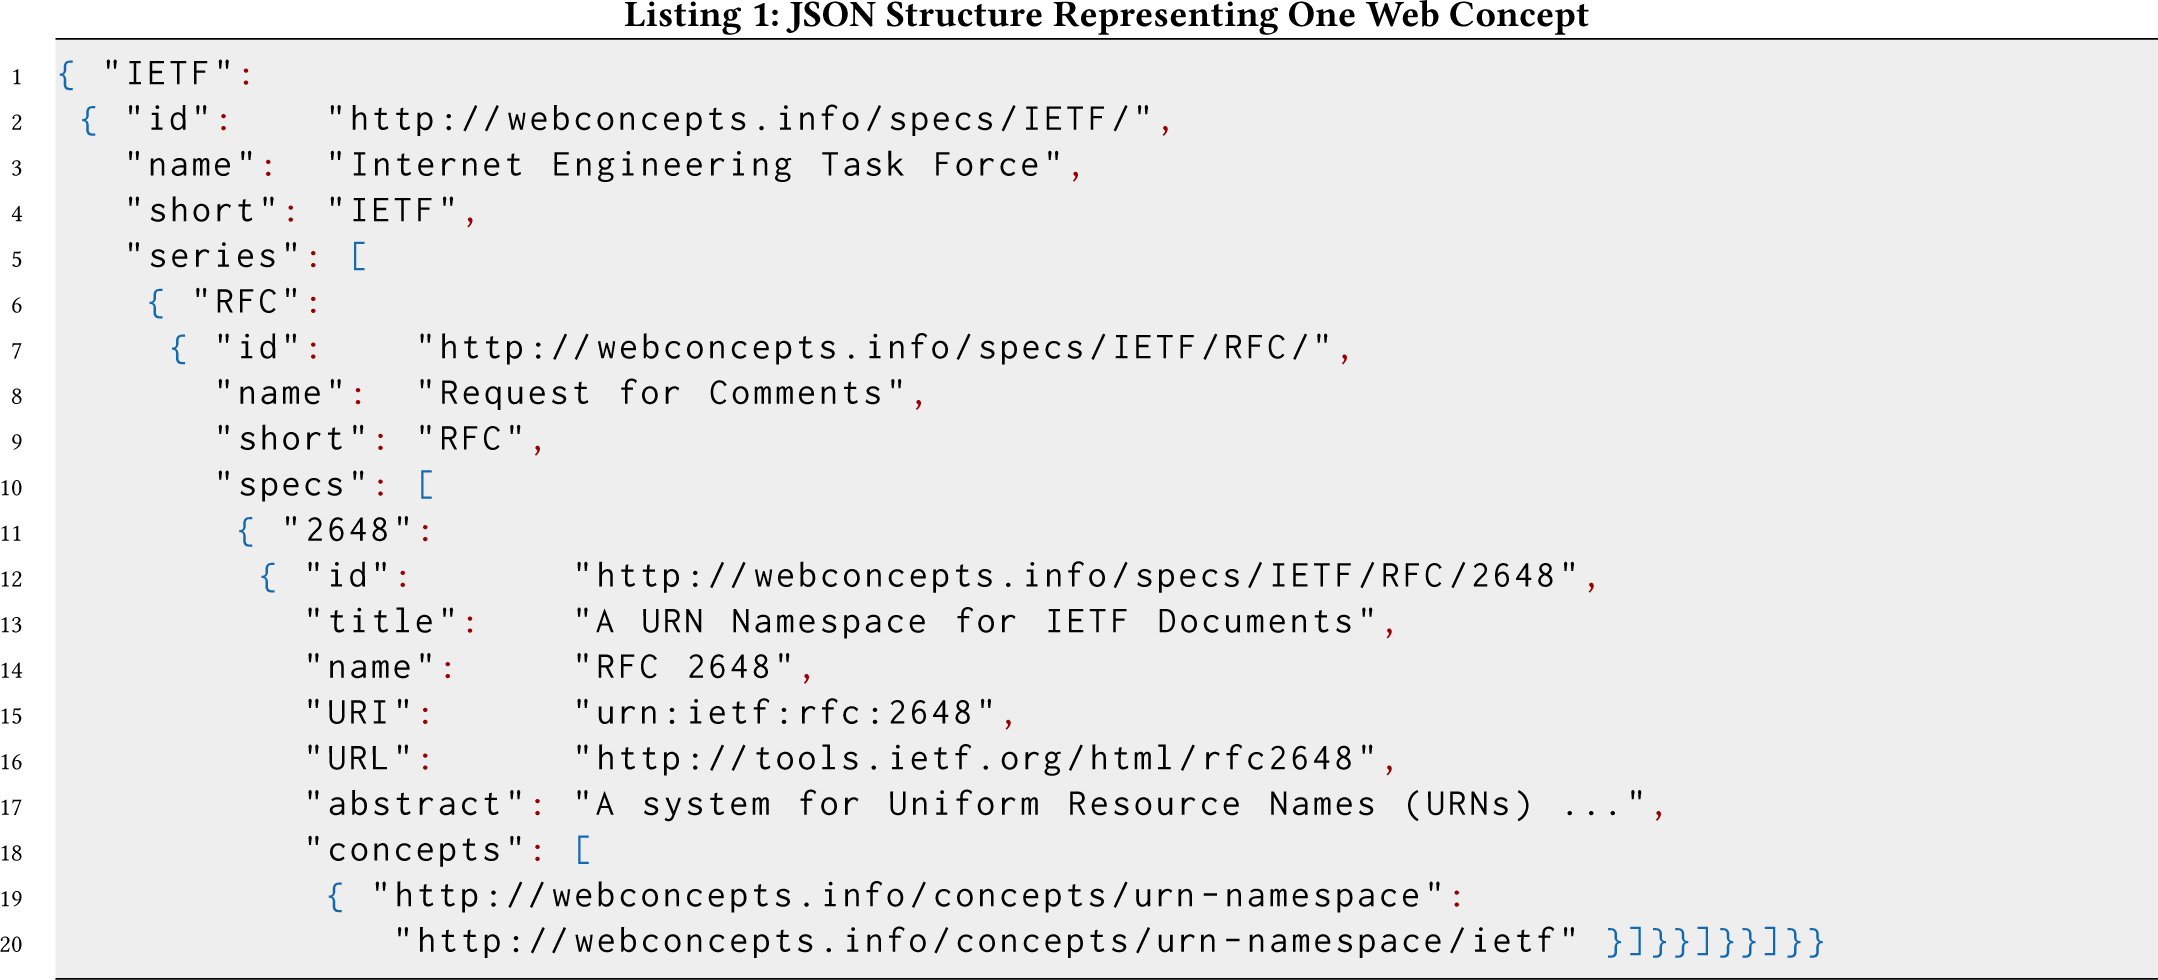 Listing 1: JSON Structure Representing One Web Concept
1 { "IETF":
2 { "id": "http://webconcepts.info/specs/IETF/",
3 "name": "Internet Engineering Task Force",
4 "short": "IETF",
5 "series": [
6 { "RFC":
7 { "id": "http://webconcepts.info/specs/IETF/RFC/",
8 "name": "Request for Comments",
9 "short": "RFC",
10 "specs": [
11 { "2648":
12 { "id": "http://webconcepts.info/specs/IETF/RFC/2648",
13 "title": "A URN Namespace for IETF Documents",
14 "name": "RFC 2648",
15 "URI": "urn:ietf:rfc:2648",
16 "URL": "http://tools.ietf.org/html/rfc2648",
17 "abstract": "A system for Uniform Resource Names (URNs) ...",
18 "concepts": [
19 { "http://webconcepts.info/concepts/urn-namespace":
20 "http://webconcepts.info/concepts/urn-namespace/ietf" }]}}]}}]}}